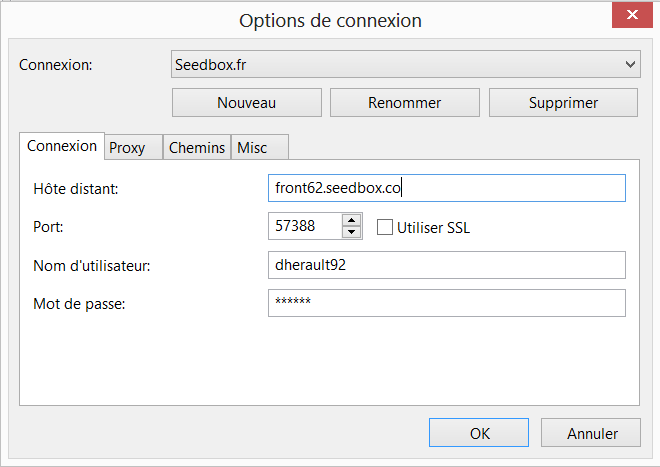 Options de connexion
Connexion: Seedbox.fr
Nouveau Renommer Supprimer
Connexion Proxy Chemins Misc
Hôte distant: front62.seedbox.co
Port: 57388 Utiliser SSL
Nom d'utilisateur: dherault92
Mot de passe: ******
OK Annuler